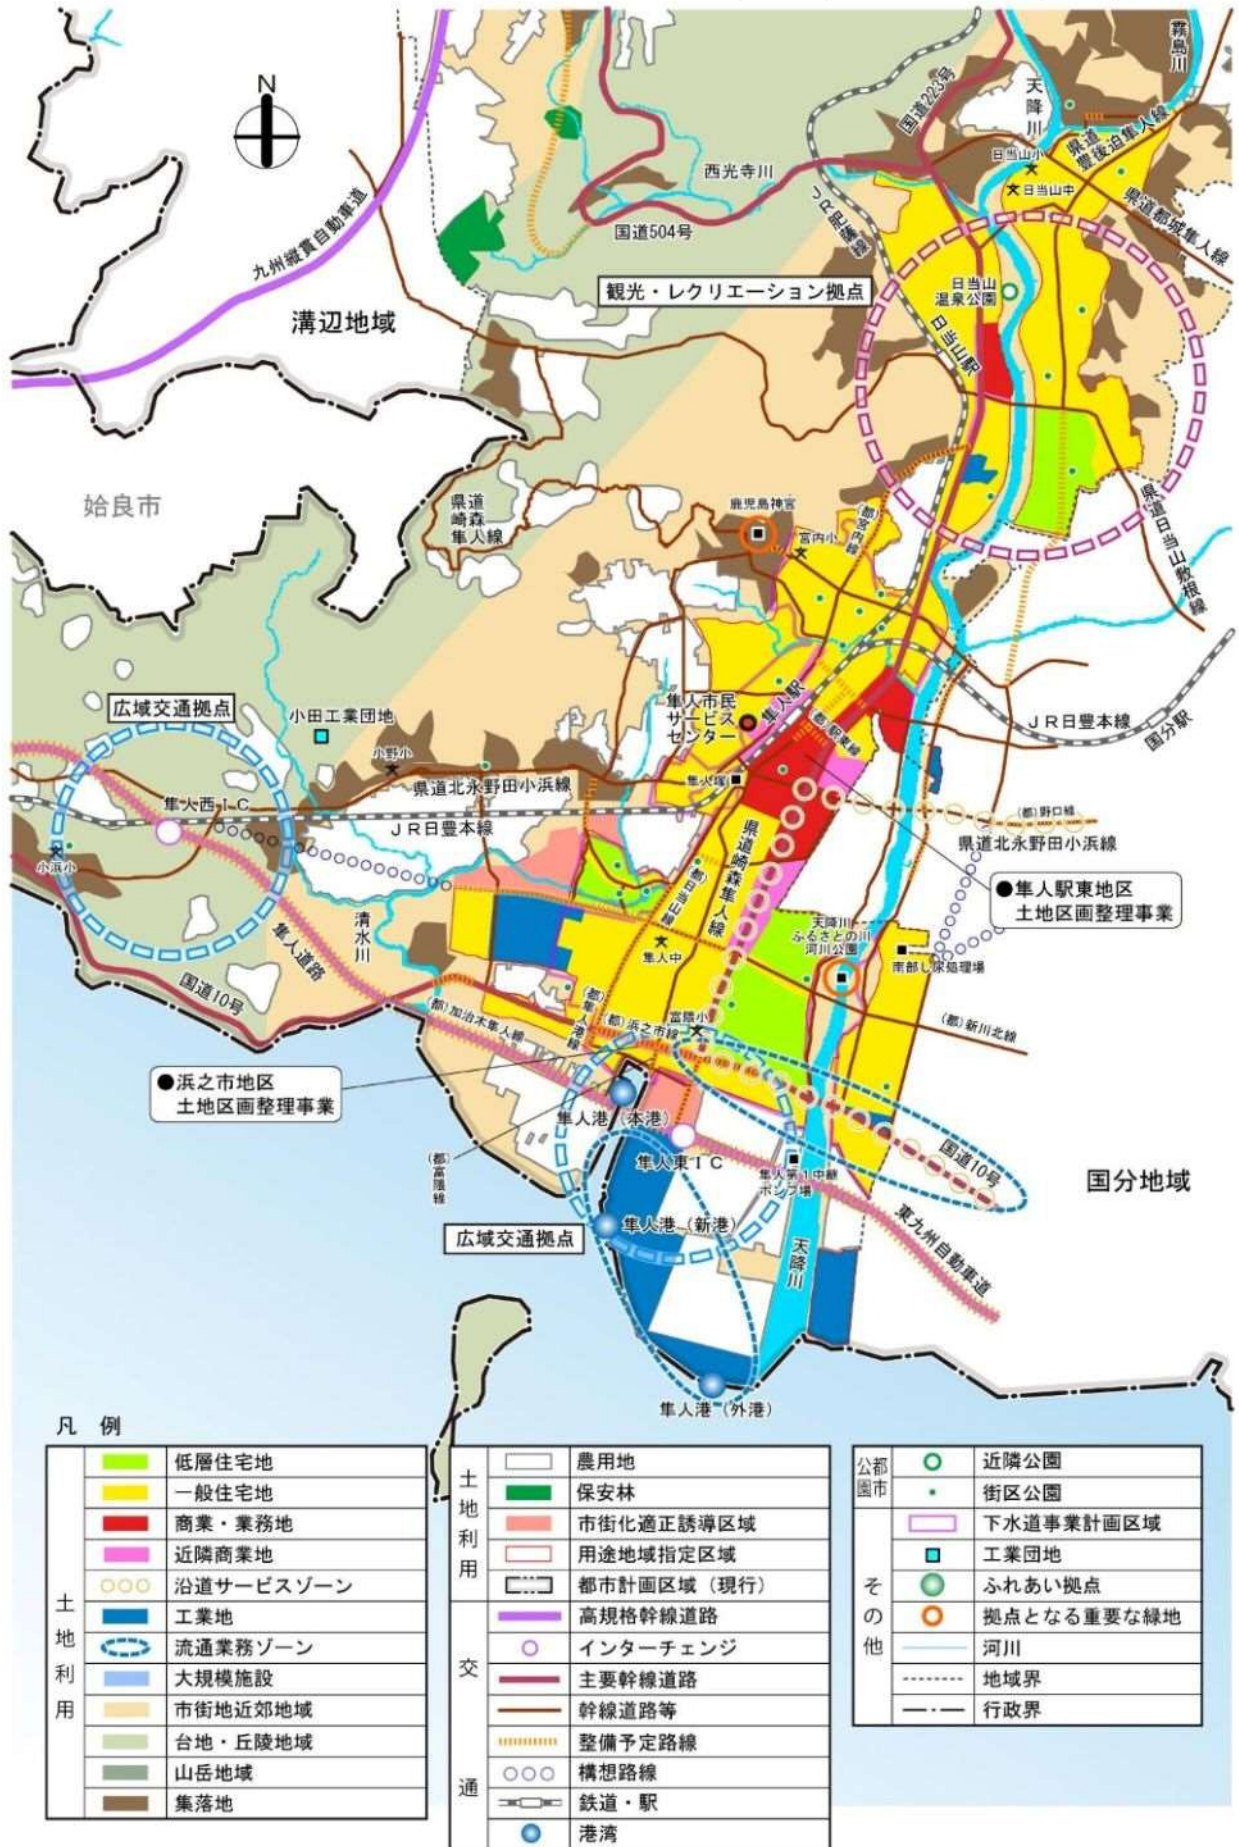 霧島川
N
天降川
国道223号
県道
豊後迫隼人線
日当山小
日当山中
西光寺川
JR肥薩線
県道都城隼人線
九州縦貫自動車道
国道504号
観光・レクリエーション拠点
日当山
温泉公園
溝辺地域
日当山駅
姶良市
県道
崎森
隼人線
鹿児島神宮
宮内小
(都)宮内線
県道日当山敷根線
広域交通拠点
小田工業団地
隼人市民
サービス
センター
隼人駅
(都)駅東線
JR日豊本線
国分駅
小野小
県道北永野田小浜線
隼人塚
隼人西IC
JR日豊本線
(都)野口線
県道北永野田小浜線
小浜小
県道崎森隼人線
(都)日当山線
●隼人駅東地区
土地区画整理事業
清水川
隼人道路
天降川
ふるさとの川
河川公園
隼人中
南部し尿処理場
国道10号
(都)加治木隼人線
(都)隼人港線
(都)浜之市線
富隈小
(都)新川北線
●浜之市地区
土地区画整理事業
隼人港(本港)
(都)富隈線
隼人東IC
国道10号
隼人第1中継
ポンプ場
国分地域
隼人港(新港)
広域交通拠点
天降川
東九州自動車道
隼人港(外港)
凡 例
土地利用
低層住宅地
一般住宅地
商業・業務地
近隣商業地
沿道サービスゾーン
工業地
流通業務ゾーン
大規模施設
市街地近郊地域
台地・丘陵地域
山岳地域
集落地
土地利用
農用地
保安林
市街化適正誘導区域
用途地域指定区域
都市計画区域(現行)
交通
高規格幹線道路
インターチェンジ
主要幹線道路
幹線道路等
整備予定路線
構想路線
鉄道・駅
港湾
都市公園
近隣公園
街区公園
その他
下水道事業計画区域
工業団地
ふれあい拠点
拠点となる重要な緑地
河川
地域界
行政界